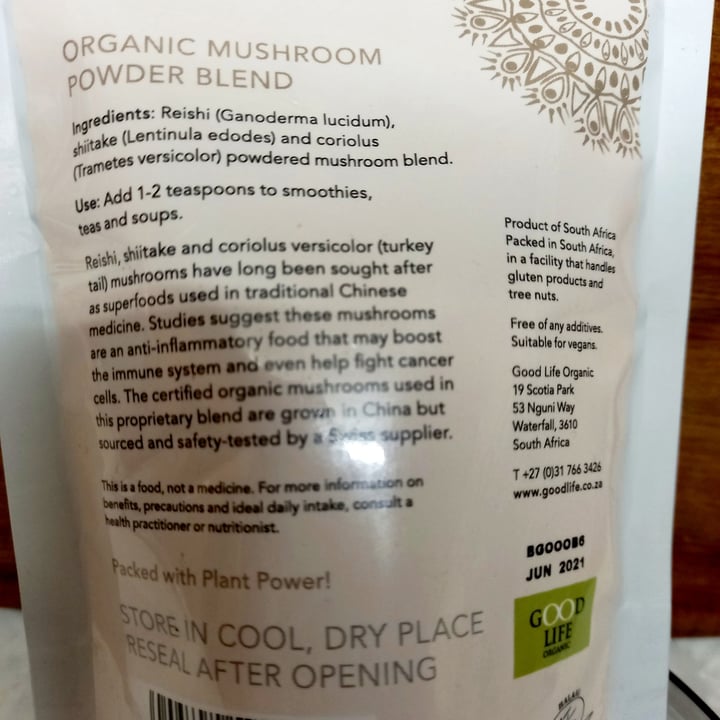 ORGANIC MUSHROOM
POWDER BLEND
Ingredients: Reishi (Ganoderma lucidum),
shiitake (Lentinula edodes) and coriolus
(Trametes versicolor) powdered mushroom blend.
Use: Add 1-2 teaspoons to smoothies,
teas and soups.
Reishi, shiitake and coriolus versicolor (turkey
tail) mushrooms have long been sought after
as superfoods used in traditional Chinese
medicine. Studies suggest these mushrooms
are an anti-inflammatory food that may boost
the immune system and even help fight cancer
cells. The certified organic mushrooms used in
this proprietary blend are grown in China but
sourced and safety-tested by a Swiss supplier.
This is a food, not a medicine. For more information on
benefits, precautions and ideal daily intake, consult a
health practitioner or nutritionist.
Packed with Plant Power!
STORE IN COOL, DRY PLACE
RESEAL AFTER OPENING
Product of South Africa
Packed in South Africa,
in a facility that handles
gluten products and
tree nuts.
Free of any additives.
Suitable for vegans.
Good Life Organic
19 Scotia Park
53 Nguni Way
Waterfall, 3610
South Africa
T +27 (0)31 766 3426
www.goodlife.co.za
BG000B6
JUN 2021
GOOD
LIFE
ORGANIC
HALAAL